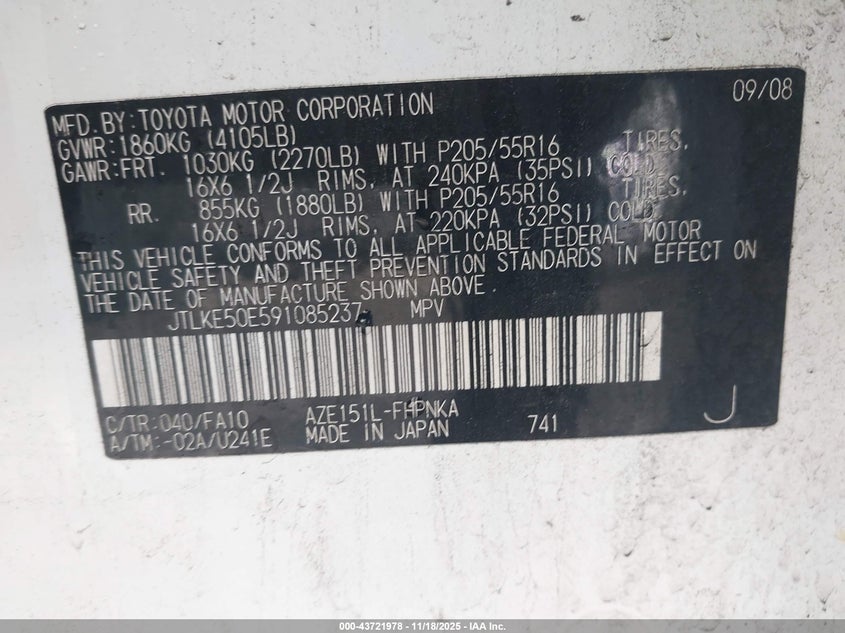 MFD. BY: TOYOTA MOTOR CORPORATION 09/08
GVWR: 1860KG (4105LB)
GAWR: FRT. 1030KG (2270LB) WITH P205/55R16 TIRES,
16X6 1/2J RIMS, AT 240KPA (35PSI) COLD
RR. 855KG (1880LB) WITH P205/55R16 TIRES,
16X6 1/2J RIMS, AT 220KPA (32PSI) COLD
THIS VEHICLE CONFORMS TO ALL APPLICABLE FEDERAL MOTOR
VEHICLE SAFETY AND THEFT PREVENTION STANDARDS IN EFFECT ON
THE DATE OF MANUFACTURE SHOWN ABOVE.
JTLKE50E591085237 MPV
C/TR: 040/FA10 AZE151L-FHPNKA
A/TM: -02A/U241E MADE IN JAPAN 741 J
000-43721978 - 11/18/2025 - IAA Inc.